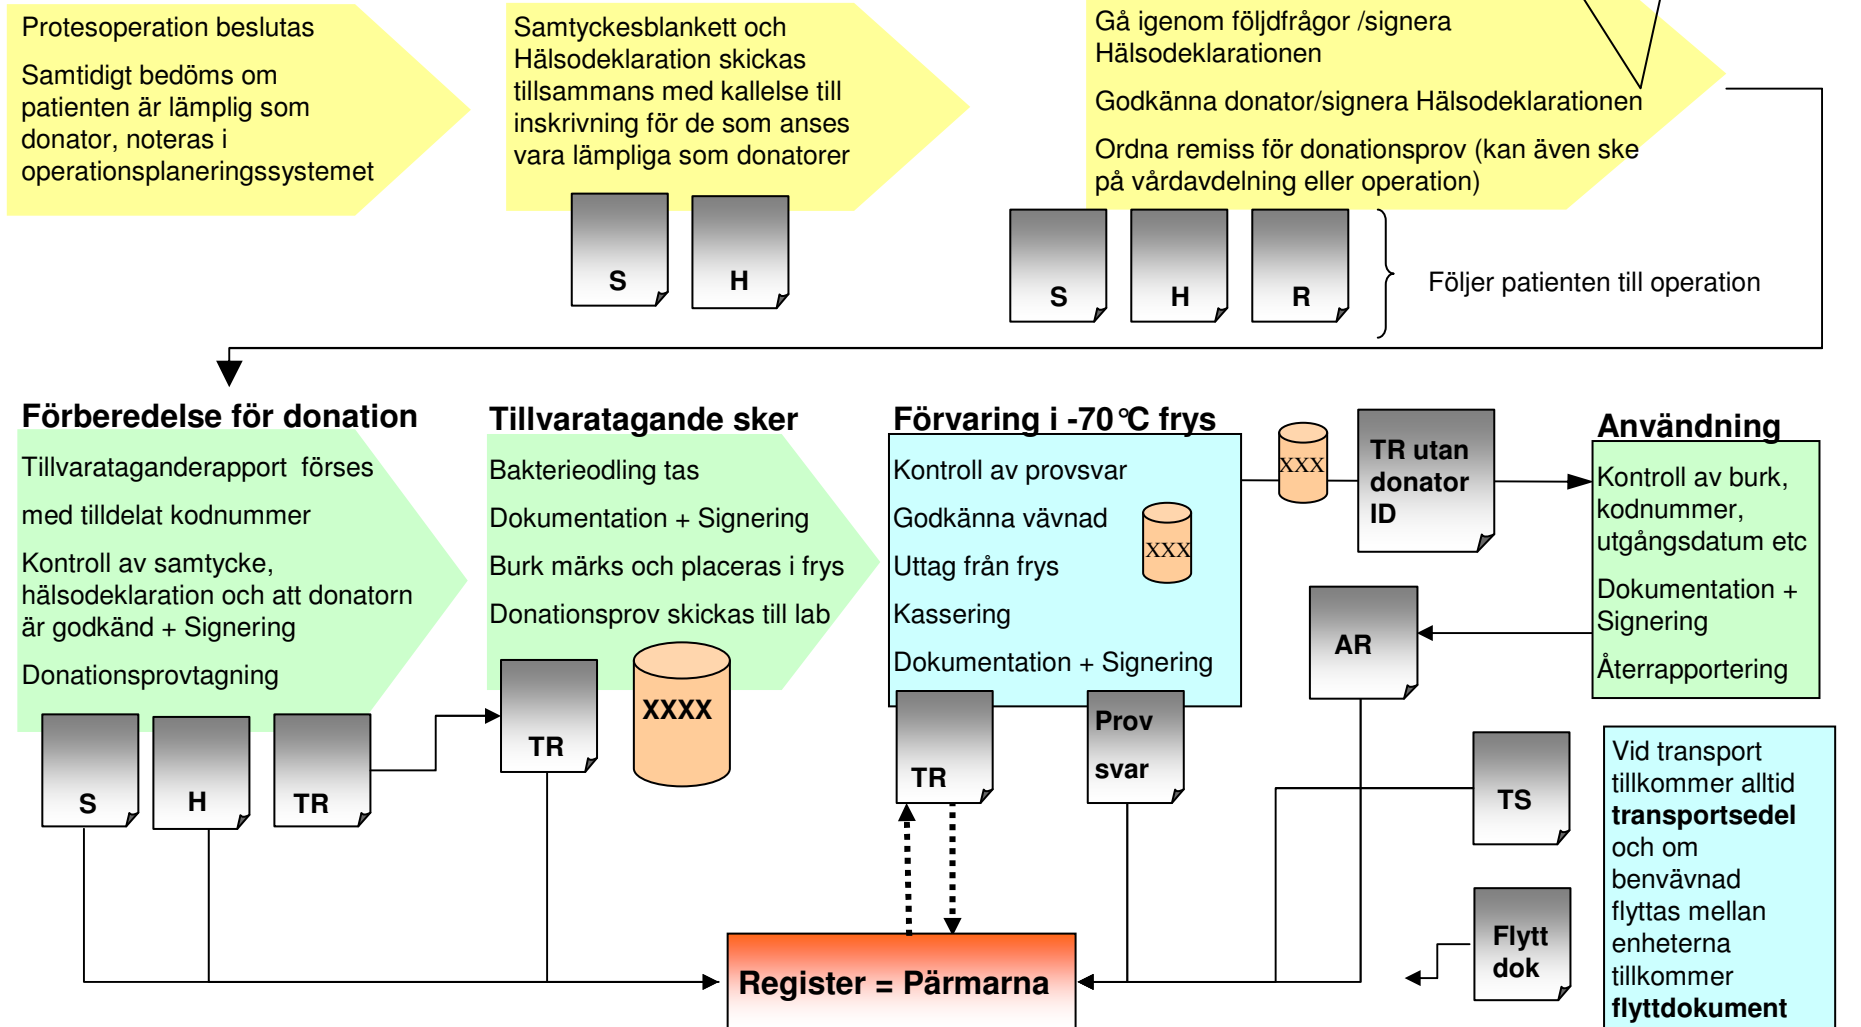 Protesoperation beslutas
Samtidigt bedöms om
patienten är lämplig som
donator, noteras i
operationsplaneringssystemet
Samtyckesblankett och
Hälsodeklaration skickas
tillsammans med kallelse till
inskrivning för de som anses
vara lämpliga som donatorer
S
H
Gå igenom följdfrågor /signera
Hälsodeklarationen
Godkänna donator/signera Hälsodeklarationen
Ordna remiss för donationsprov (kan även ske
på vårdavdelning eller operation)
S
H
R
Följer patienten till operation
Förberedelse för donation
Tillvarataganderapport förses
med tilldelat kodnummer
Kontroll av samtycke,
hälsodeklaration och att donatorn
är godkänd + Signering
Donationsprovtagning
S
H
TR
Tillvaratagande sker
Bakterieodling tas
Dokumentation + Signering
Burk märks och placeras i frys
Donationsprov skickas till lab
TR
XXXX
Förvaring i -70°C frys
Kontroll av provsvar
Godkänna vävnad
Uttag från frys
Kassering
Dokumentation + Signering
XXX
TR
Prov
svar
XXX
TR utan
donator
ID
Användning
Kontroll av burk,
kodnummer,
utgångsdatum etc
Dokumentation +
Signering
Återrapportering
AR
TS
Flytt
dok
Vid transport
tillkommer alltid
transportsedel
och om
benvävnad
flyttas mellan
enheterna
tillkommer
flyttdokument
Register = Pärmarna